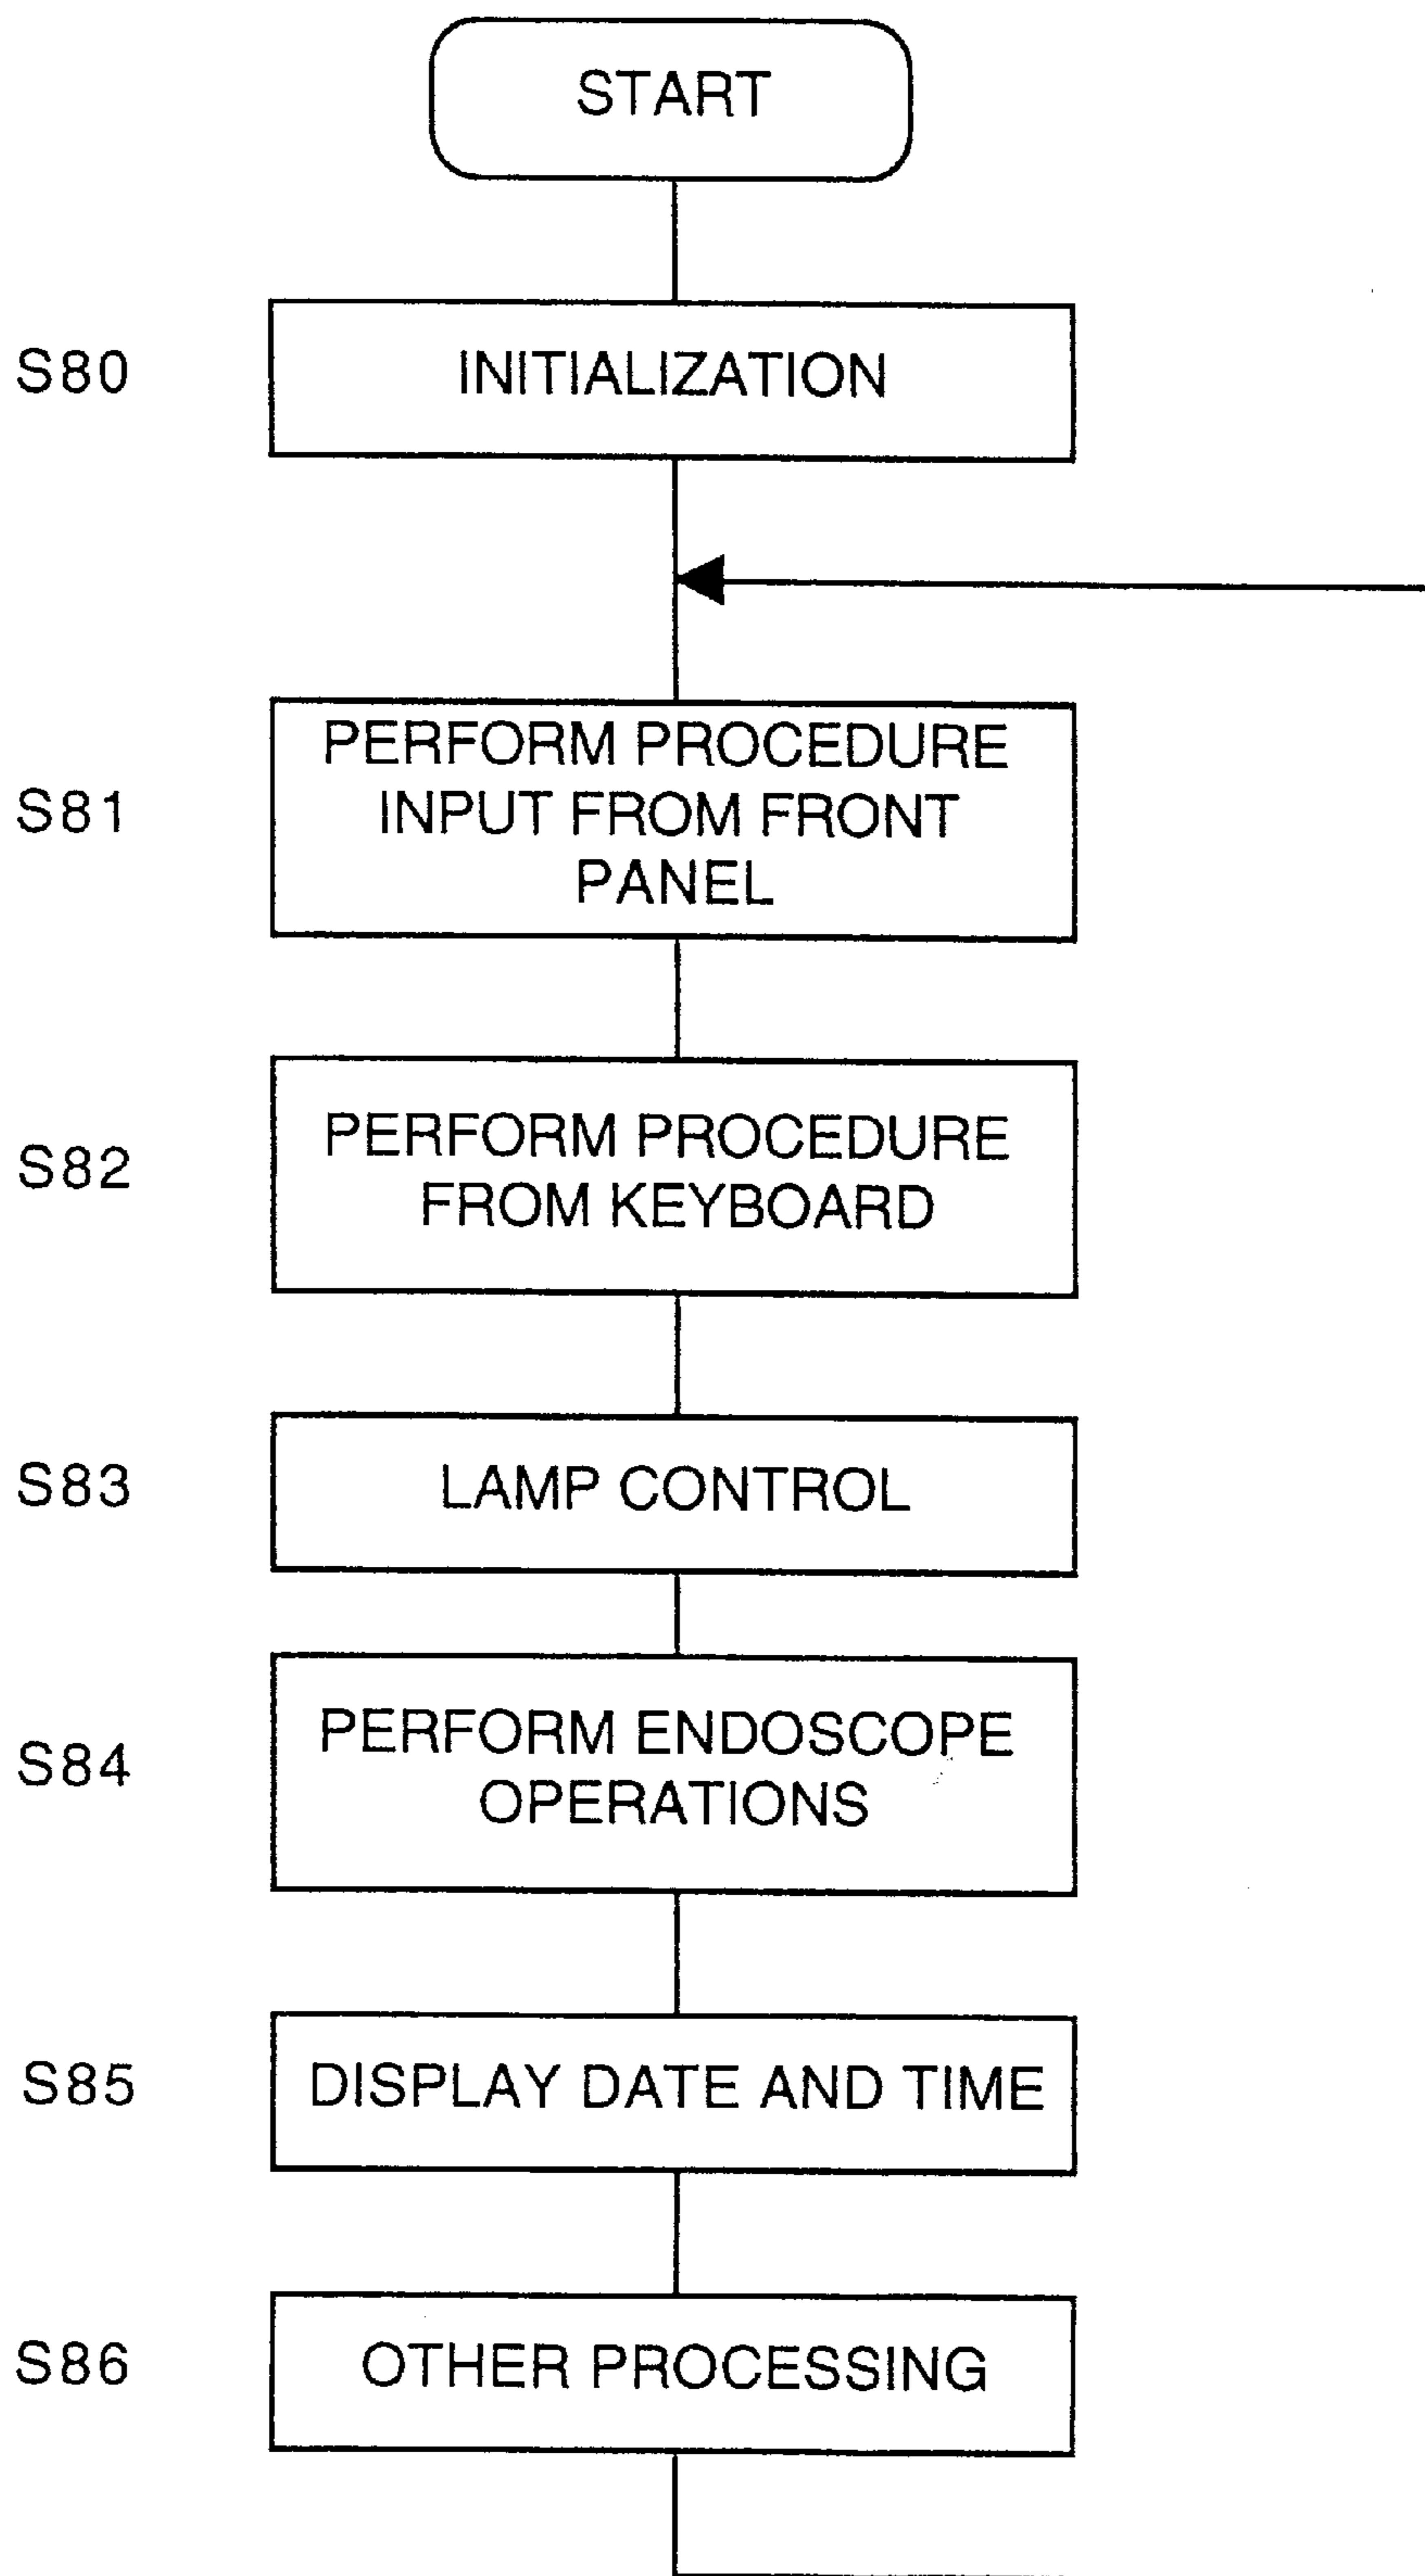 START
S80
INITIALIZATION
S81
PERFORM PROCEDURE
INPUT FROM FRONT
PANEL
S82
PERFORM PROCEDURE
FROM KEYBOARD
S83
LAMP CONTROL
S84
PERFORM ENDOSCOPE
OPERATIONS
S85
DISPLAY DATE AND TIME
S86
OTHER PROCESSING